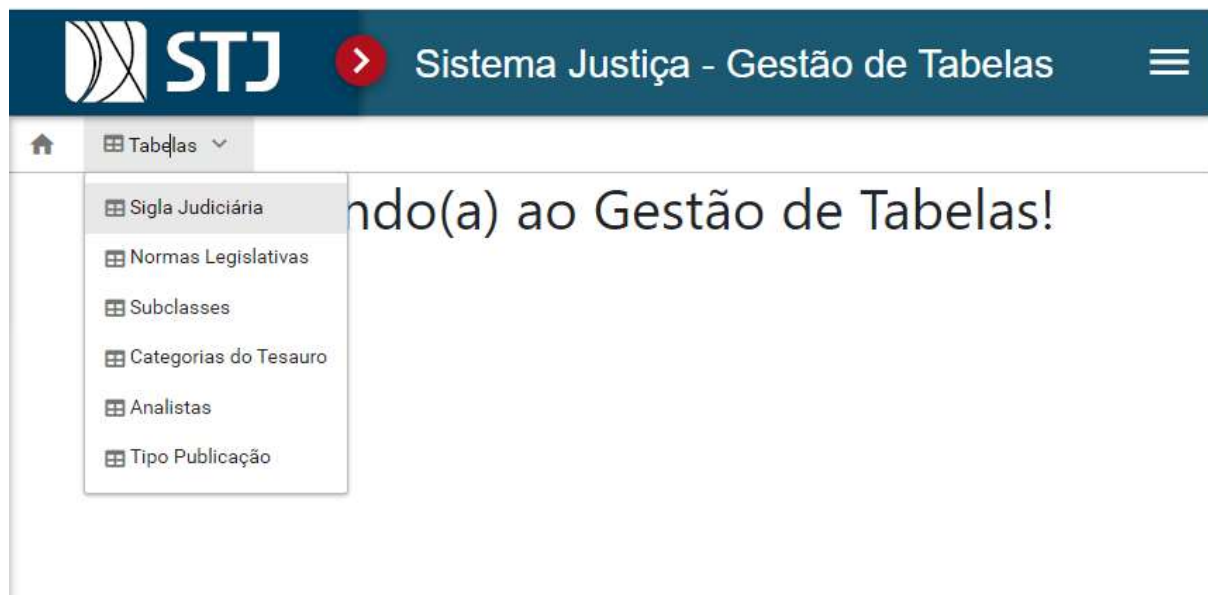 STJ
Sistema Justiça - Gestão de Tabelas
Tabelas
ndo(a) ao Gestão de Tabelas!
Sigla Judiciária
Normas Legislativas
Subclasses
Categorias do Tesauro
Analistas
Tipo Publicação